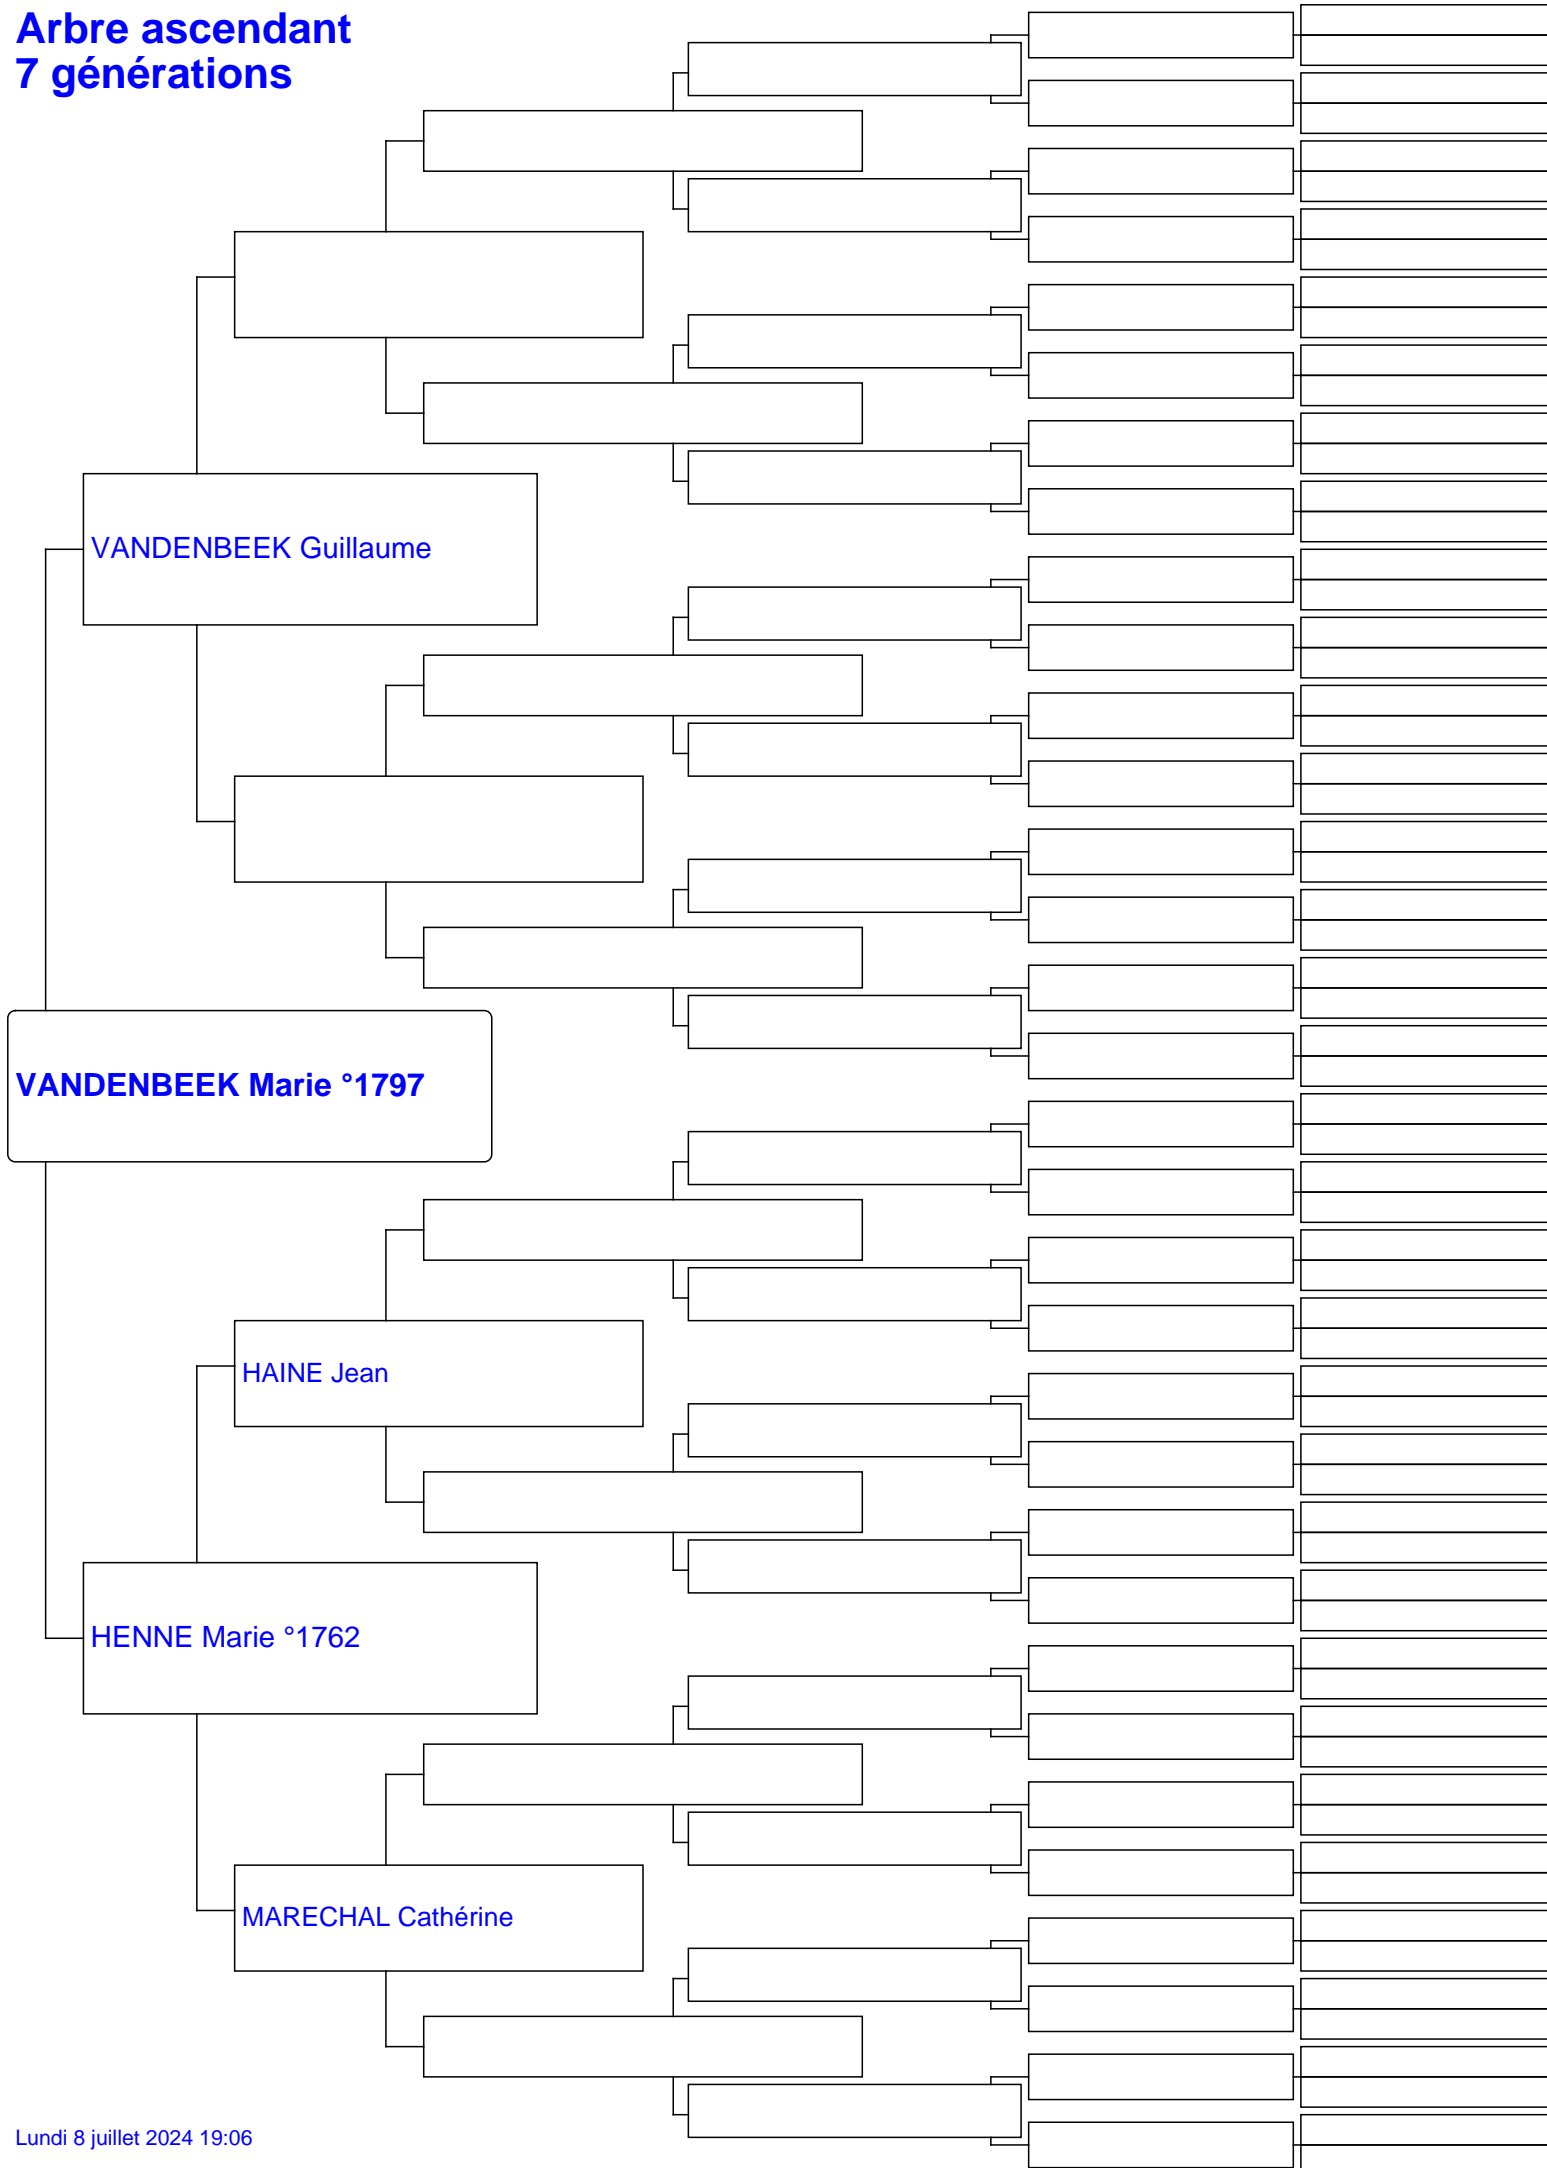 Arbre ascendant
7 générations
VANDENBEEK Guillaume
VANDENBEEK Marie °1797
HAINE Jean
HENNE Marie °1762
MARECHAL Cathérine
Lundi 8 juillet 2024 19:06